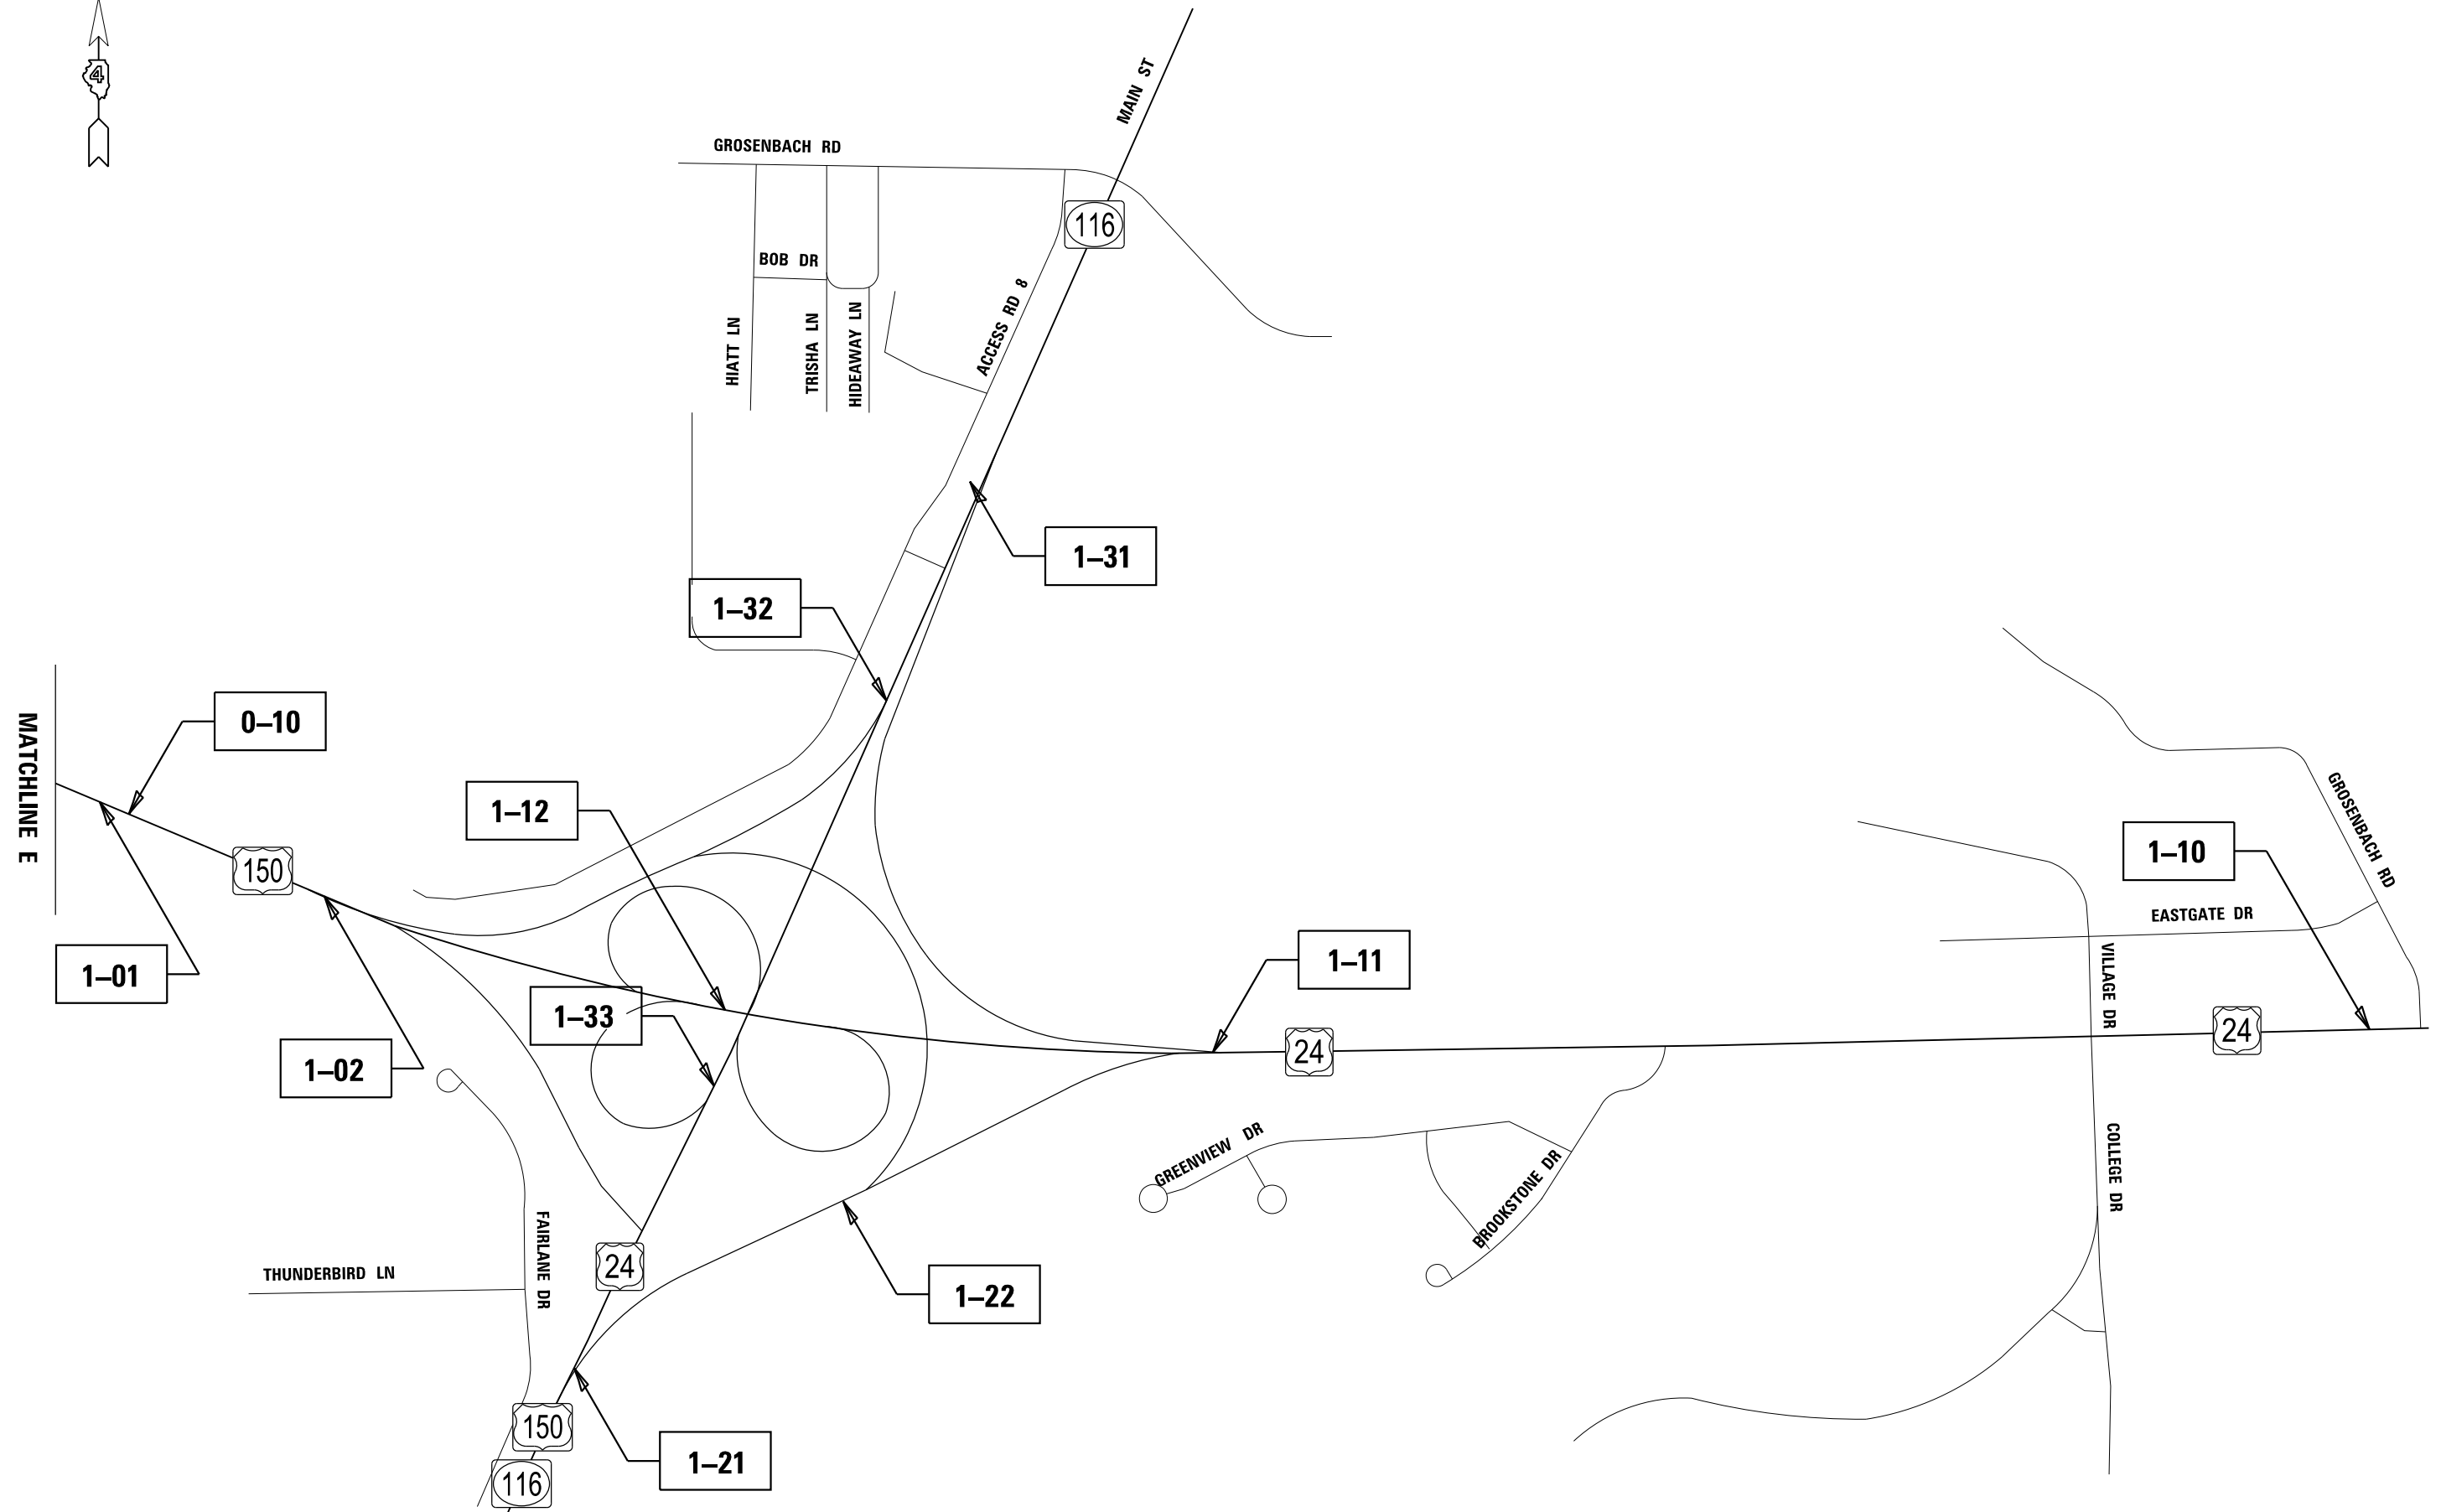 4
MAIN ST
GROSENBACH RD
116
BOB DR
HIATT LN
TRISHA LN
HIDEAWAY LN
ACCESS RD 8
1–31
1–32
0–10
MATCHLINE E
1–12
150
1–01
1–33
1–02
1–11
24
GROSENBACH RD
1–10
EASTGATE DR
VILLAGE DR
24
GREENVIEW DR
BROOKSTONE DR
COLLEGE DR
FAIRLANE DR
THUNDERBIRD LN
24
1–22
150
1–21
116